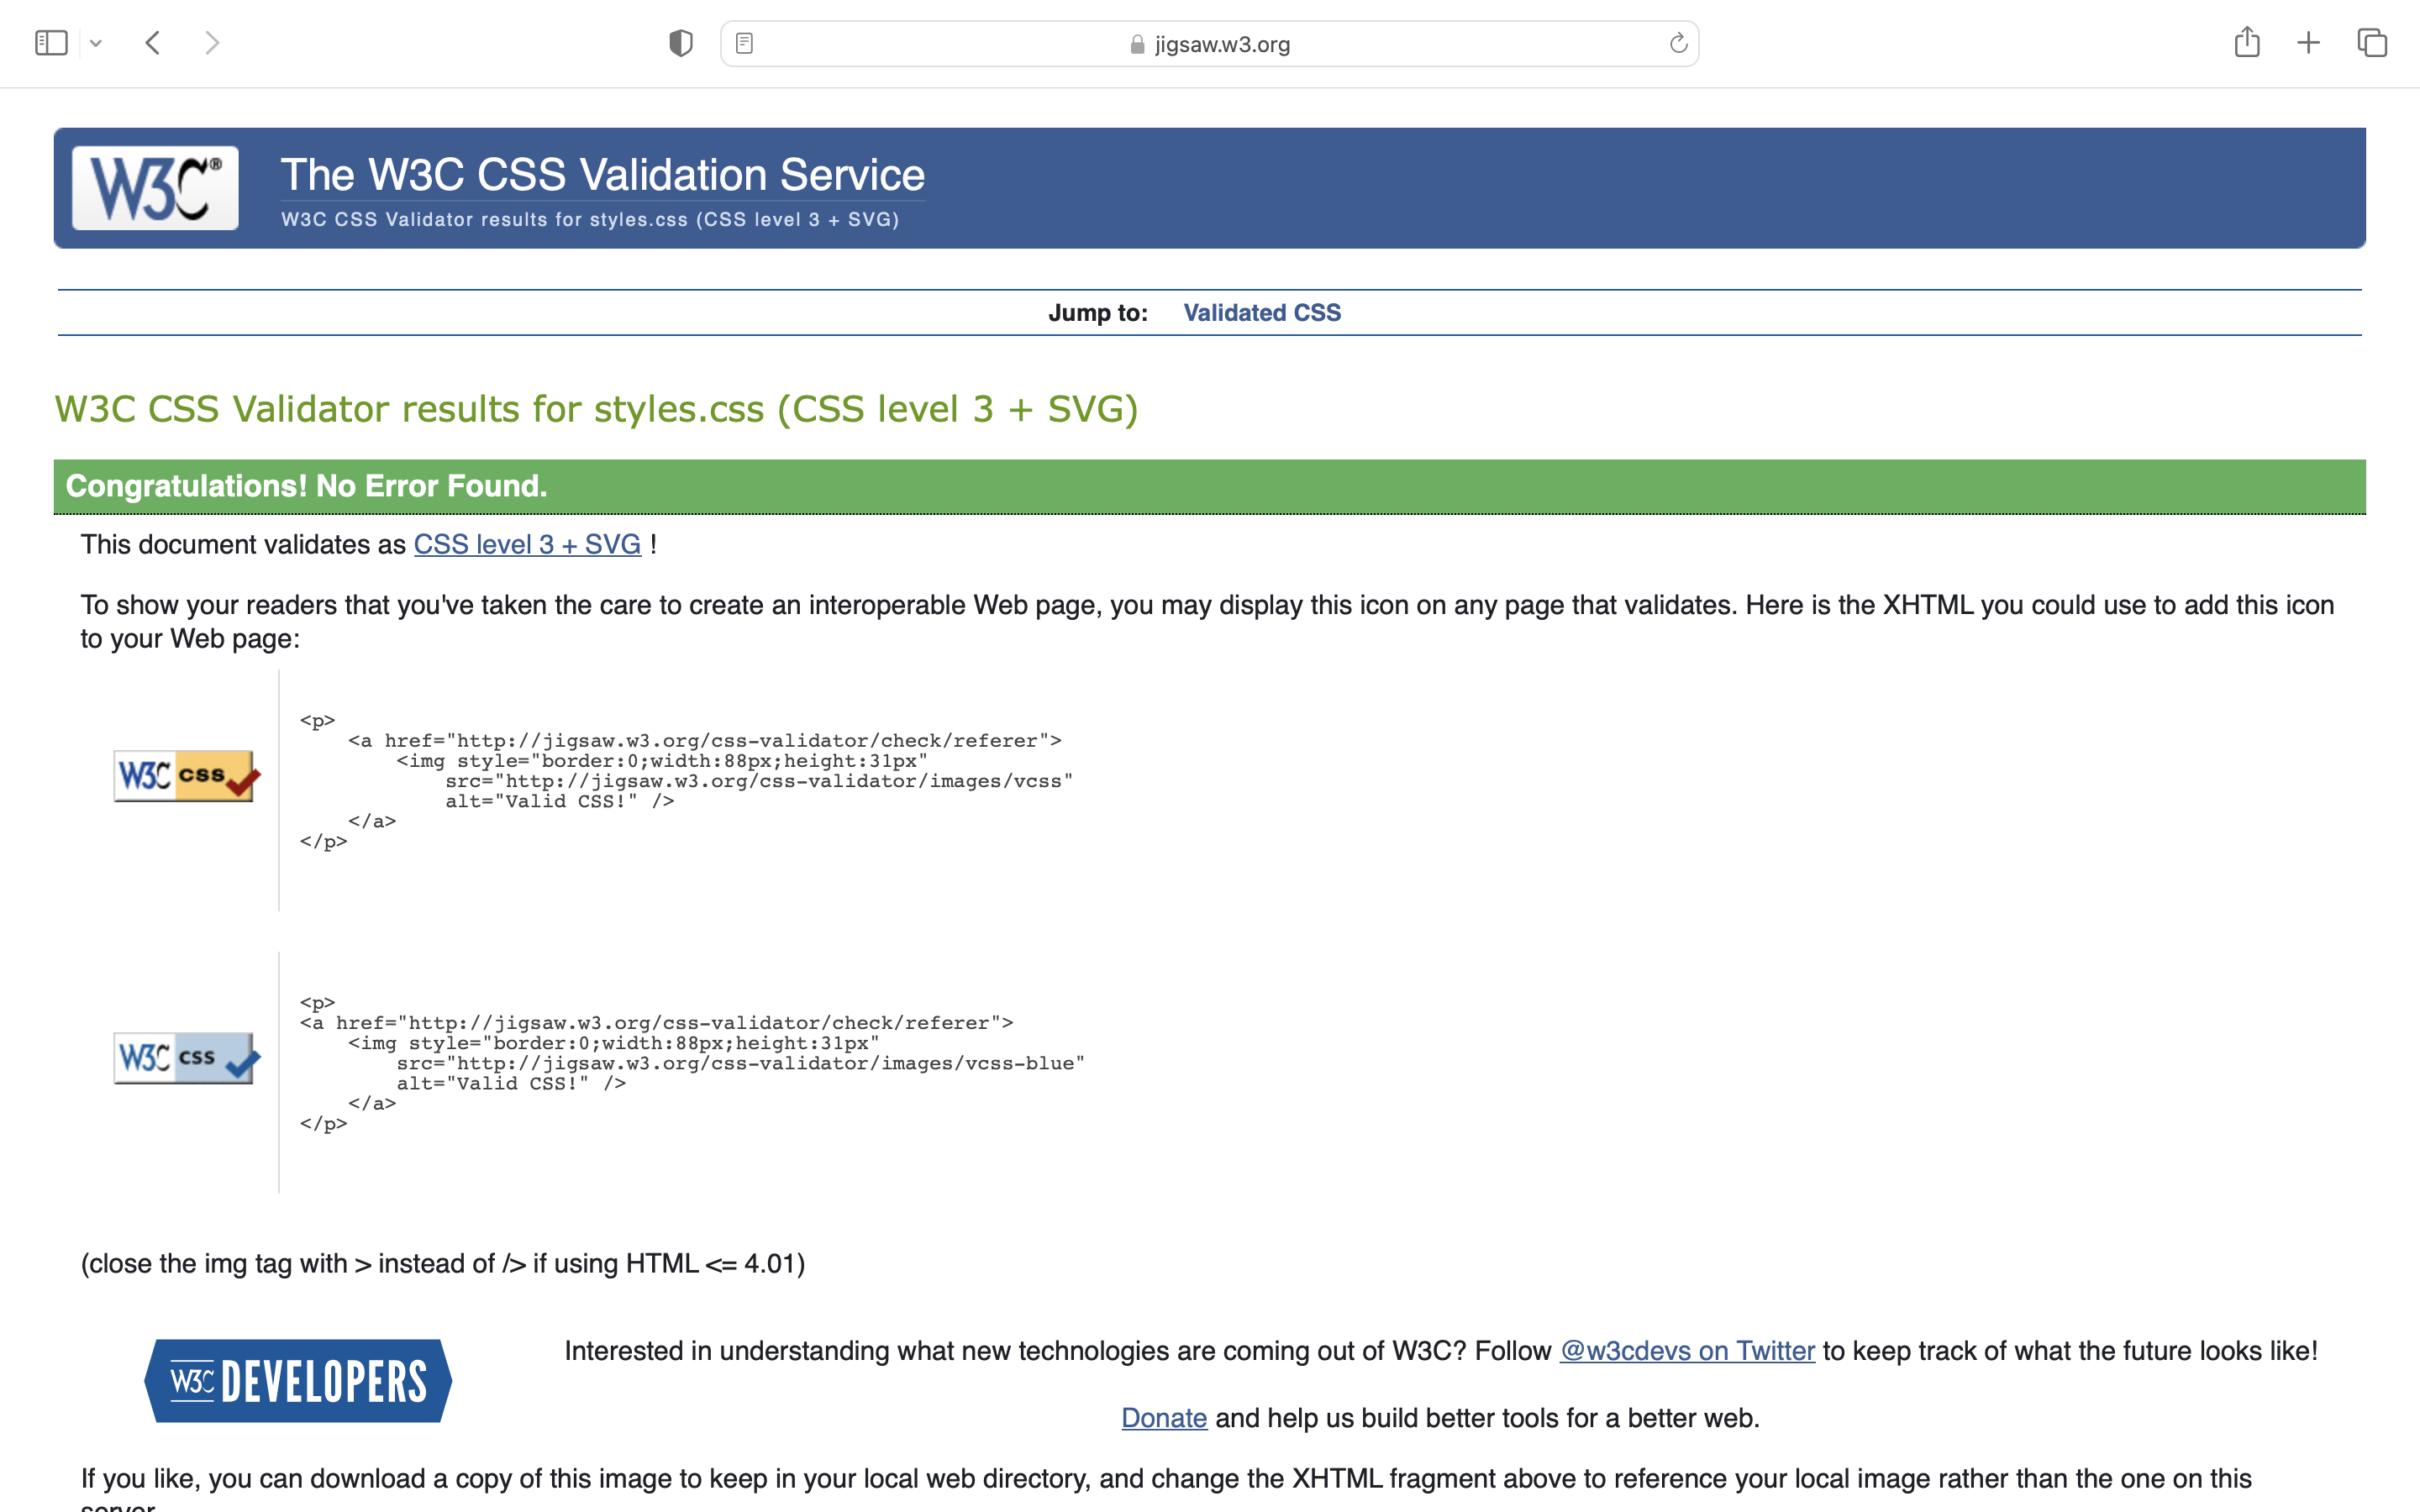 jigsaw.w3.org
W3C®
The W3C CSS Validation Service
W3C CSS Validator results for styles.css (CSS level 3 + SVG)
Jump to: Validated CSS
W3C CSS Validator results for styles.css (CSS level 3 + SVG)
Congratulations! No Error Found.
This document validates as CSS level 3 + SVG !
To show your readers that you've taken the care to create an interoperable Web page, you may display this icon on any page that validates. Here is the XHTML you could use to add this icon
to your Web page:
W3C css
<p>
<a href="http://jigsaw.w3.org/css-validator/check/referer">
<img style="border:0;width:88px;height:31px"
src="http://jigsaw.w3.org/css-validator/images/vcss"
alt="Valid CSS!" />
</a>
</p>
W3C css
<p>
<a href="http://jigsaw.w3.org/css-validator/check/referer">
<img style="border:0;width:88px;height:31px"
src="http://jigsaw.w3.org/css-validator/images/vcss-blue"
alt="Valid CSS!" />
</a>
</p>
(close the img tag with > instead of /> if using HTML <= 4.01)
W3C DEVELOPERS
Interested in understanding what new technologies are coming out of W3C? Follow @w3cdevs on Twitter to keep track of what the future looks like!
Donate and help us build better tools for a better web.
If you like, you can download a copy of this image to keep in your local web directory, and change the XHTML fragment above to reference your local image rather than the one on this
server.